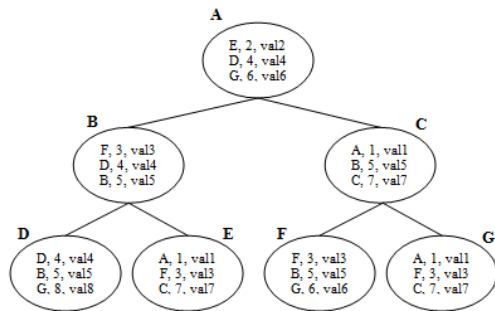 A
E, 2, val2
D, 4, val4
G, 6, val6
B
F, 3, val3
D, 4, val4
B, 5, val5
C
A, 1, val1
B, 5, val5
C, 7, val7
D
D, 4, val4
B, 5, val5
G, 8, val8
E
A, 1, val1
F, 3, val3
C, 7, val7
F
F, 3, val3
B, 5, val5
G, 6, val6
G
A, 1, val1
F, 3, val3
C, 7, val7